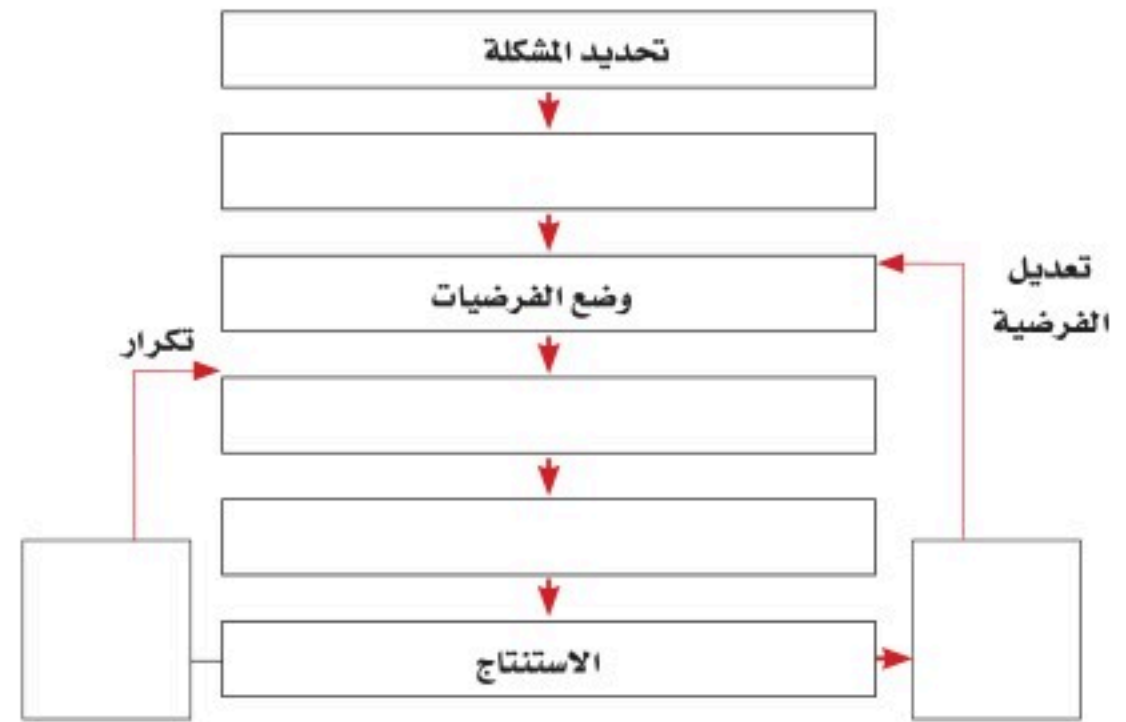 تحديد المشكلة
وضع الفرضيات
تعديل
الفرضية
تكرار
الاستنتاج